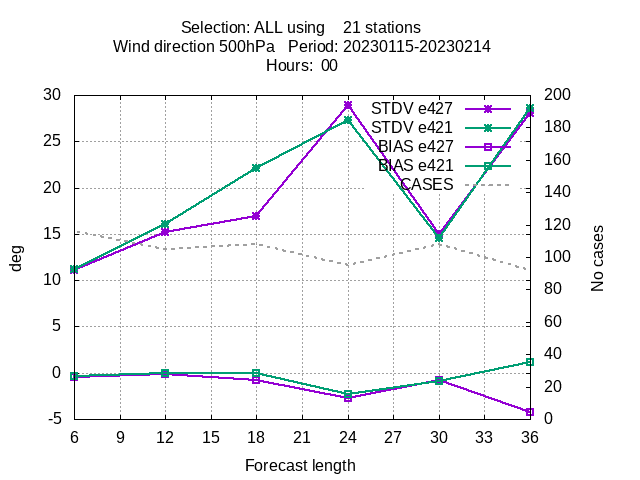 Selection: ALL using    21 stations
Wind direction 500hPa   Period: 20230115-20230214
Hours:  00
30
25
20
15
10
5
0
-5
200
180
160
140
120
100
80
60
40
20
0
STDV e427
STDV e421
BIAS e427
BIAS e421
CASES
deg
No cases
6 9 12 15 18 21 24 27 30 33 36
Forecast length